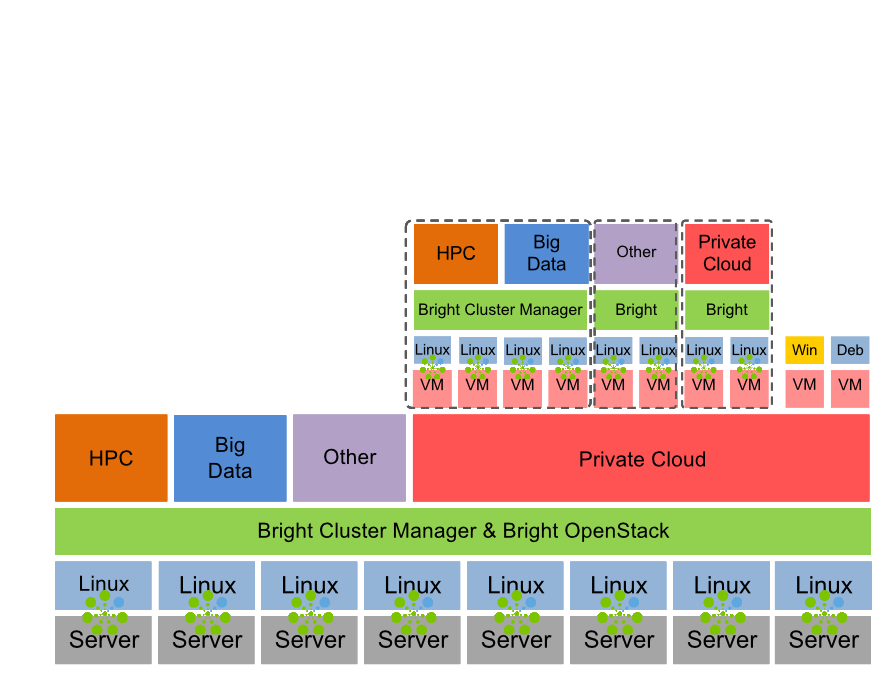 HPC
Big
Data
Other
Private
Cloud
Bright Cluster Manager
Bright
Bright
Linux
Linux
Linux
Linux
Linux
Linux
Linux
Linux
Win
Deb
VM
VM
VM
VM
VM
VM
VM
VM
VM
VM
HPC
Big
Data
Other
Private Cloud
Bright Cluster Manager & Bright OpenStack
Linux
Linux
Linux
Linux
Linux
Linux
Linux
Linux
Server
Server
Server
Server
Server
Server
Server
Server